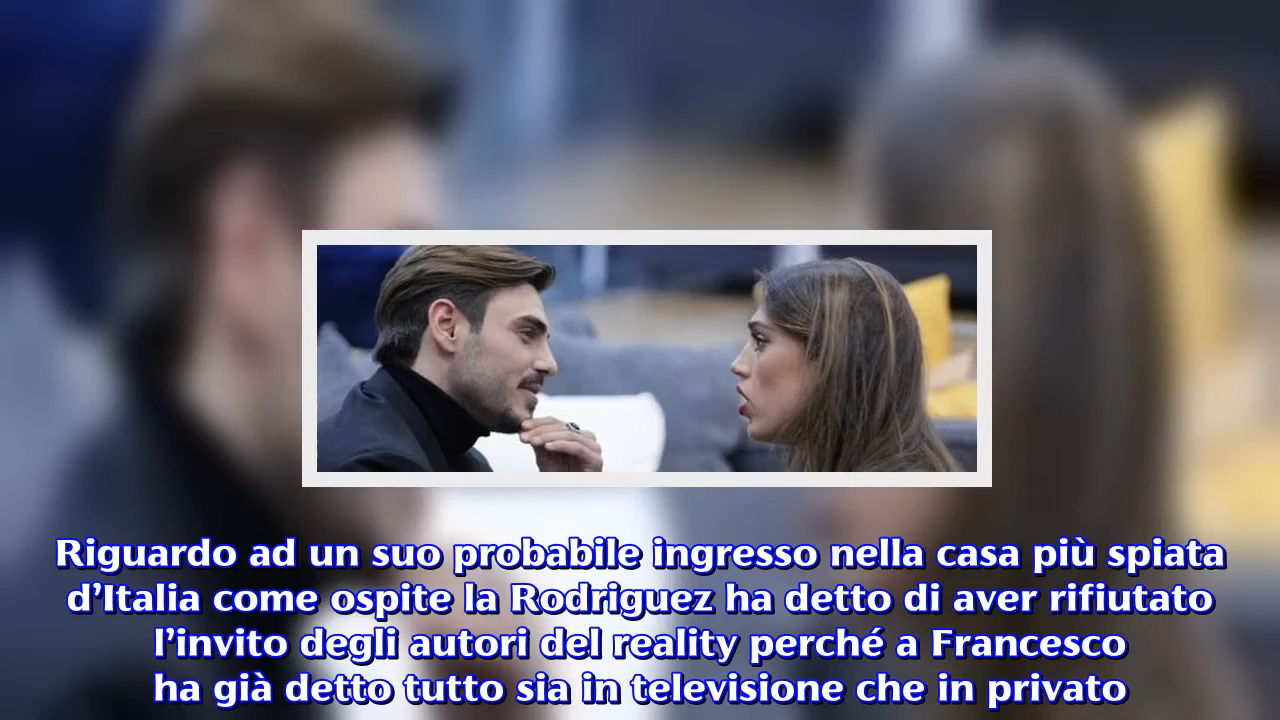 Riguardo ad un suo probabile ingresso nella casa più spiata
d’Italia come ospite la Rodriguez ha detto di aver rifiutato
l’invito degli autori del reality perché a Francesco
ha già detto tutto sia in televisione che in privato